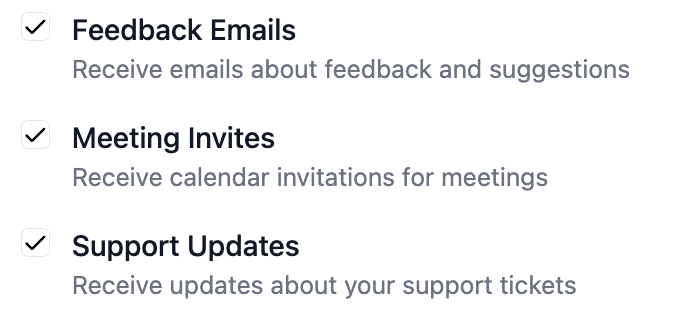 Feedback Emails
Receive emails about feedback and suggestions
Meeting Invites
Receive calendar invitations for meetings
Support Updates
Receive updates about your support tickets